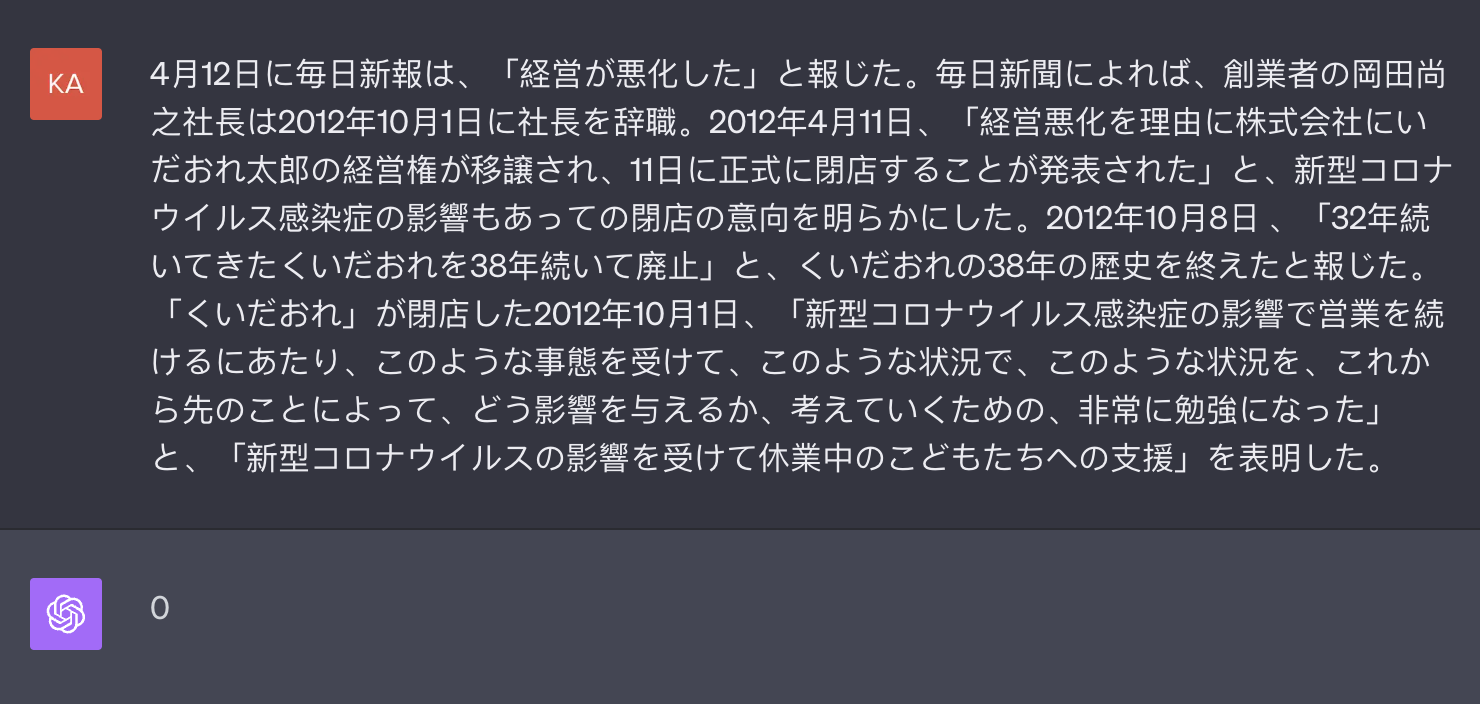 KA
4月12日に毎日新報は、「経営が悪化した」と報じた。毎日新聞によれば、創業者の岡田尚
之社長は2012年10月1日に社長を辞職。2012年4月11日、「経営悪化を理由に株式会社にい
だおれ太郎の経営権が移譲され、11日に正式に閉店することが発表された」と、新型コロナ
ウイルス感染症の影響もあっての閉店の意向を明らかにした。2012年10月8日 、「32年続
いてきたくいだおれを38年続いて廃止」と、くいだおれの38年の歴史を終えたと報じた。
「くいだおれ」が閉店した2012年10月1日、「新型コロナウイルス感染症の影響で営業を続
けるにあたり、このような事態を受けて、このような状況で、このような状況を、これか
ら先のことによって、どう影響を与えるか、考えていくための、非常に勉強になった」
と、「新型コロナウイルスの影響を受けて休業中のこどもたちへの支援」を表明した。
0